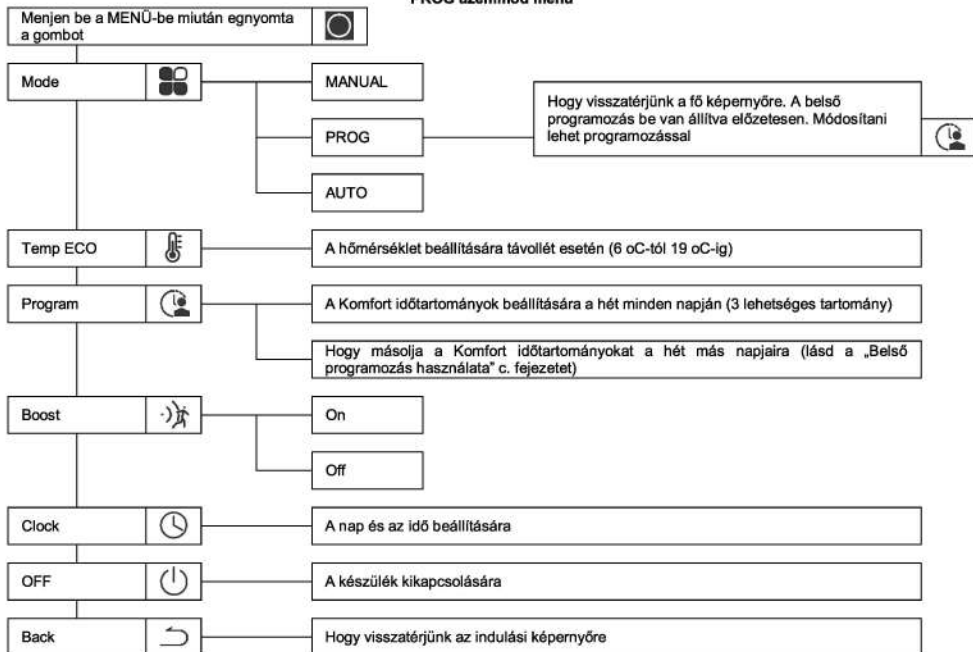 PROG üzemmód menü
Menjen be a MENÜ-be miután egnyomta
a gombot
Mode
MANUAL
Hogy visszatérjünk a fő képernyőre. A belső
programozás be van állítva előzetesen. Módosítani
lehet programozással
PROG
AUTO
Temp ECO
A hőmérséklet beállítására távollét esetén (6 oC-tól 19 oC-ig)
Program
A Komfort időtartományok beállítására a hét minden napján (3 lehetséges tartomány)
Hogy másolja a Komfort időtartományokat a hét más napjaira (lásd a „Belső
programozás használata” c. fejezetet)
Boost
On
Off
Clock
A nap és az idő beállítására
OFF
A készülék kikapcsolására
Back
Hogy visszatérjünk az indulási képernyőre